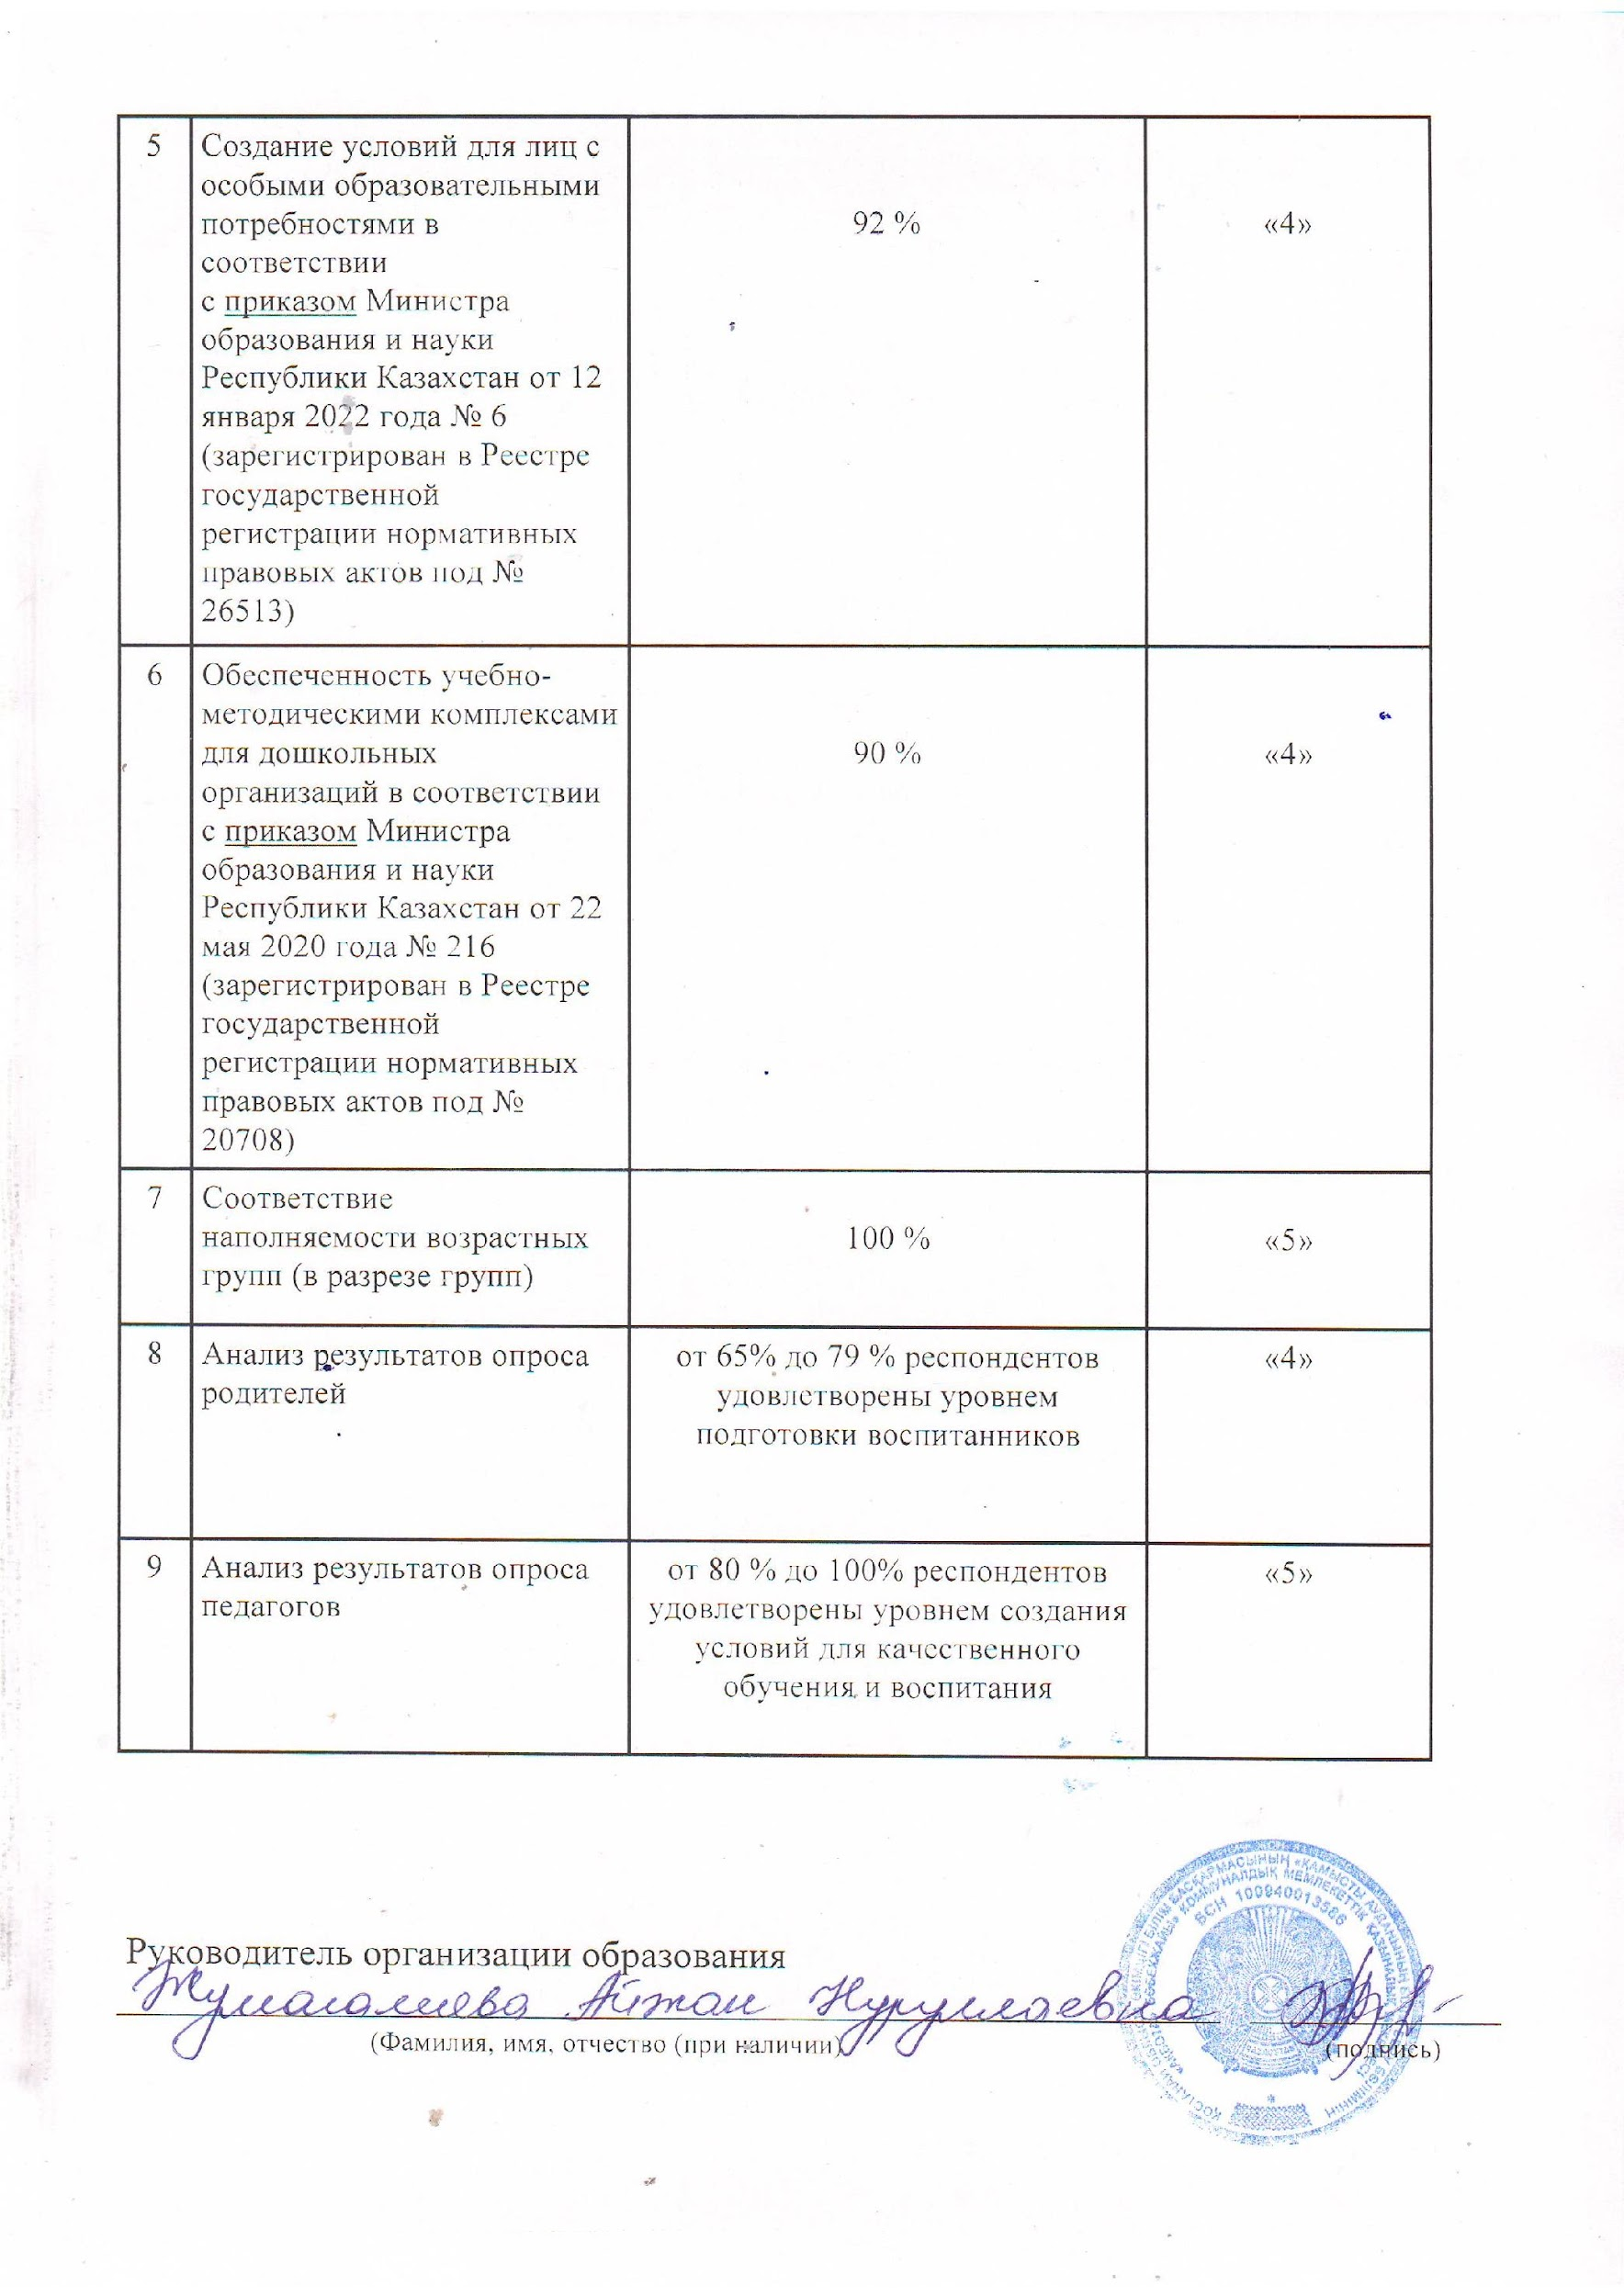 5
Создание условий для лиц с
особыми образовательными
потребностями в
соответствии
с приказом Министра
образования и науки
Республики Казахстан от 12
января 2022 года № 6
(зарегистрирован в Реестре
государственной
регистрации нормативных
правовых актов под №
26513)
92 %
«4»
6
Обеспеченность учебно-
методическими комплексами
для дошкольных
организаций в соответствии
с приказом Министра
образования и науки
Республики Казахстан от 22
мая 2020 года № 216
(зарегистрирован в Реестре
государственной
регистрации нормативных
правовых актов под №
20708)
90 %
«4»
7
Соответствие
наполняемости возрастных
групп (в разрезе групп)
100 %
«5»
8
Анализ результатов опроса
родителей
от 65% до 79 % респондентов
удовлетворены уровнем
подготовки воспитанников
«4»
9
Анализ результатов опроса
педагогов
от 80 % до 100% респондентов
удовлетворены уровнем создания
условий для качественного
обучения и воспитания
«5»
БСН 100940013586
Руководитель организации образования
Жумагалиева Айжан
(Фамилия, имя, отчество (при наличии)
(подпись)